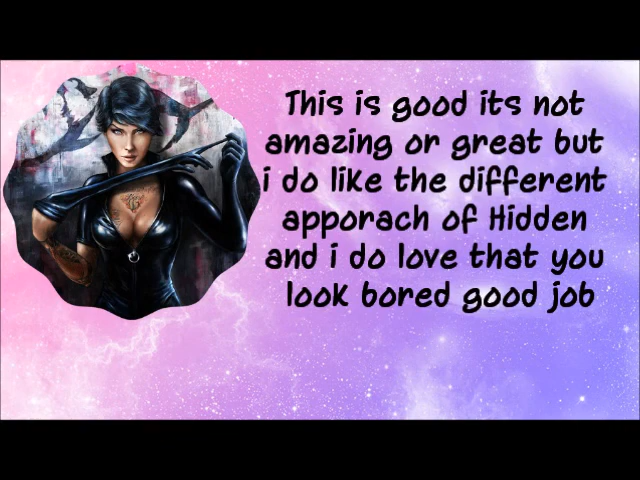 This is good its not
amazing or great but
i do like the different
apporach of Hidden
and i do love that you
look bored good job